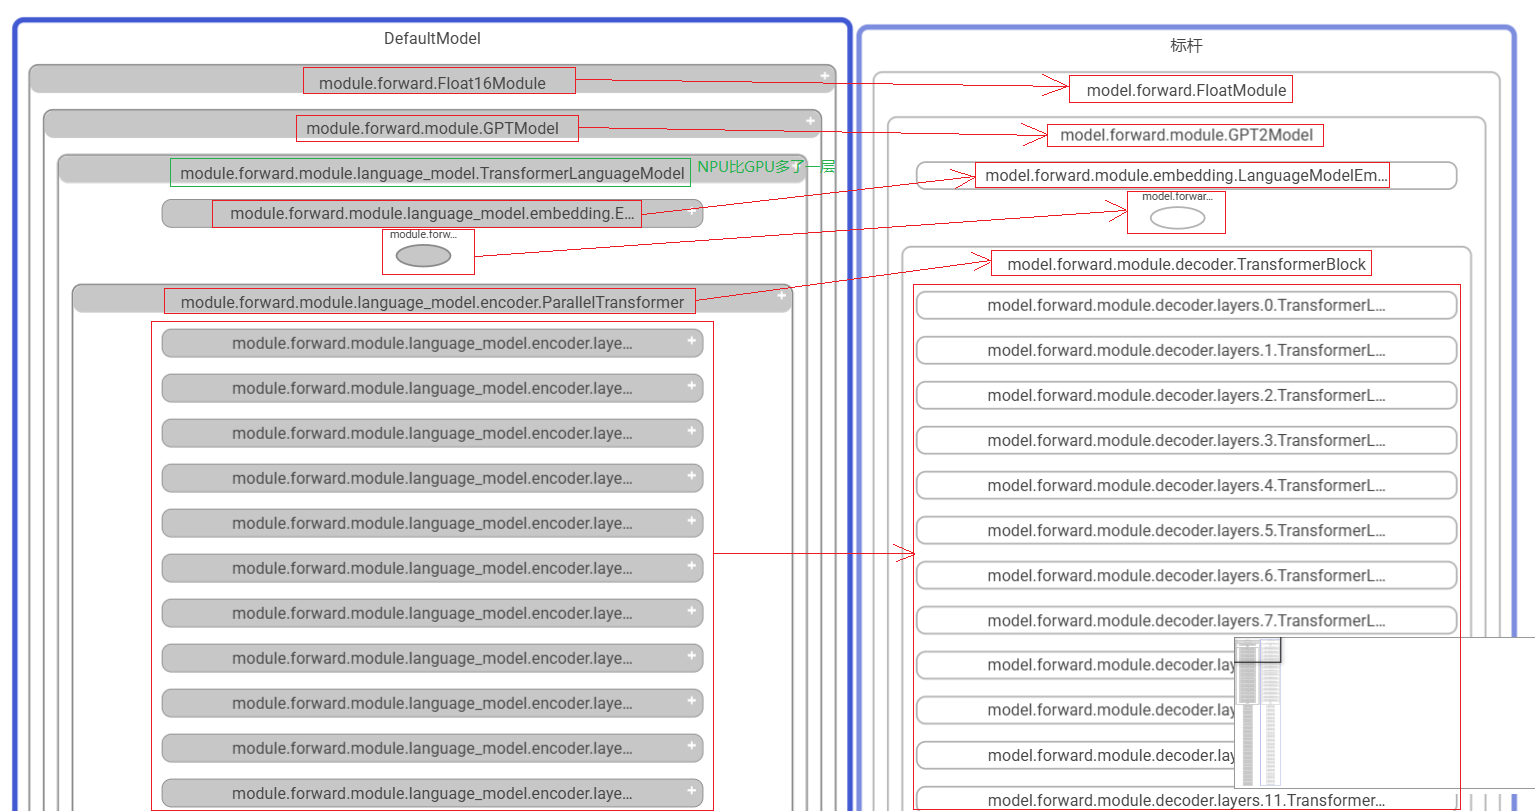 DefaultModel
module.forward.Float16Module
module.forward.module.GPTModel
module.forward.module.language_model.TransformerLanguageModel
NPU比GPU多了一层
module.forward.module.language_model.embedding.E...
module.forw...
module.forward.module.language_model.encoder.ParallelTransformer
module.forward.module.language_model.encoder.laye...
module.forward.module.language_model.encoder.laye...
module.forward.module.language_model.encoder.laye...
module.forward.module.language_model.encoder.laye...
module.forward.module.language_model.encoder.laye...
module.forward.module.language_model.encoder.laye...
module.forward.module.language_model.encoder.laye...
module.forward.module.language_model.encoder.laye...
module.forward.module.language_model.encoder.laye...
module.forward.module.language_model.encoder.laye...
module.forward.module.language_model.encoder.laye...
标杆
model.forward.FloatModule
model.forward.module.GPT2Model
model.forward.module.embedding.LanguageModelEm...
model.forwar...
model.forward.module.decoder.TransformerBlock
model.forward.module.decoder.layers.0.TransformerL...
model.forward.module.decoder.layers.1.TransformerL...
model.forward.module.decoder.layers.2.TransformerL...
model.forward.module.decoder.layers.3.TransformerL...
model.forward.module.decoder.layers.4.TransformerL...
model.forward.module.decoder.layers.5.TransformerL...
model.forward.module.decoder.layers.6.TransformerL...
model.forward.module.decoder.layers.7.TransformerL...
model.forward.module.decoder.lay
model.forward.module.decoder.lay
model.forward.module.decoder.lay
model.forward.module.decoder.layers.11.Transformer...